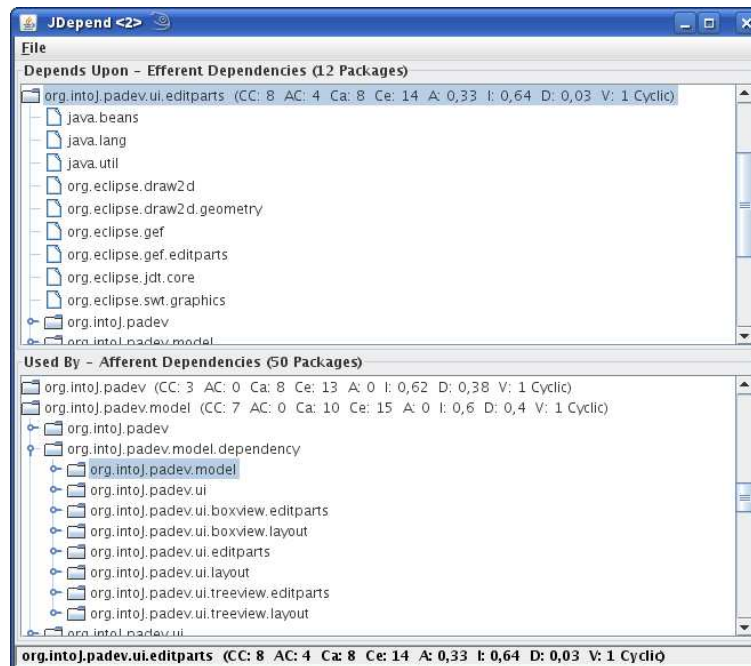 JDepend <2>
File
Depends Upon - Efferent Dependencies (12 Packages)
org.intoJ.padev.ui.editparts (CC: 8 AC: 4 Ca: 8 Ce: 14 A: 0,33 I: 0,64 D: 0,03 V: 1 Cyclic)
java.beans
java.lang
java.util
org.eclipse.draw2d
org.eclipse.draw2d.geometry
org.eclipse.gef
org.eclipse.gef.editparts
org.eclipse.jdt.core
org.eclipse.swt.graphics
org.intoJ.padev
org.intoJ.padev.model
Used By - Afferent Dependencies (50 Packages)
org.intoJ.padev (CC: 3 AC: 0 Ca: 8 Ce: 13 A: 0 I: 0,62 D: 0,38 V: 1 Cyclic)
org.intoJ.padev.model (CC: 7 AC: 0 Ca: 10 Ce: 15 A: 0 I: 0,6 D: 0,4 V: 1 Cyclic)
org.intoJ.padev
org.intoJ.padev.model.dependency
org.intoJ.padev.model
org.intoJ.padev.ui
org.intoJ.padev.ui.boxview.editparts
org.intoJ.padev.ui.boxview.layout
org.intoJ.padev.ui.editparts
org.intoJ.padev.ui.layout
org.intoJ.padev.ui.treeview.editparts
org.intoJ.padev.ui.treeview.layout
org.intoJ.padev.ui
org.intoJ.padev.ui.editparts (CC: 8 AC: 4 Ca: 8 Ce: 14 A: 0,33 I: 0,64 D: 0,03 V: 1 Cyclic)